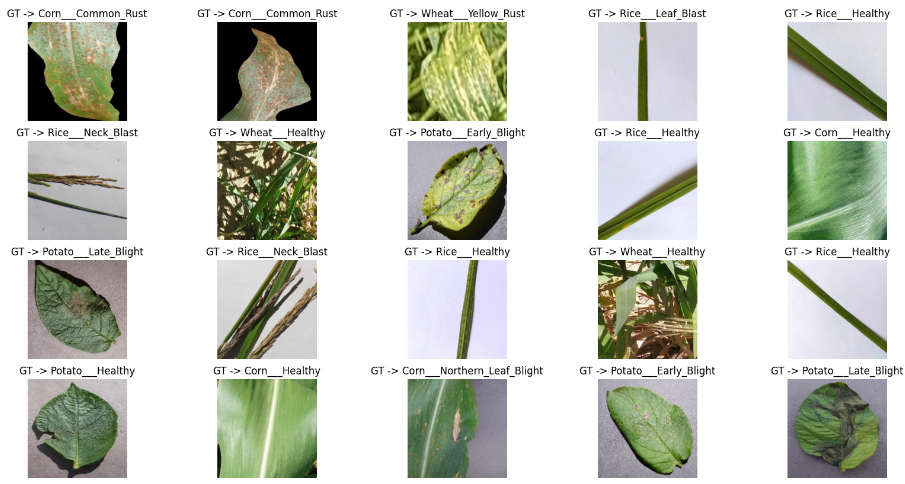 GT -> Corn___Common_Rust
GT -> Corn___Common_Rust
GT -> Wheat___Yellow_Rust
GT -> Rice___Leaf_Blast
GT -> Rice___Healthy
GT -> Rice___Neck_Blast
GT -> Wheat___Healthy
GT -> Potato___Early_Blight
GT -> Rice___Healthy
GT -> Corn___Healthy
GT -> Potato___Late_Blight
GT -> Rice___Neck_Blast
GT -> Rice___Healthy
GT -> Wheat___Healthy
GT -> Rice___Healthy
GT -> Potato___Healthy
GT -> Corn___Healthy
GT -> Corn___Northern_Leaf_Blight
GT -> Potato___Early_Blight
GT -> Potato___Late_Blight